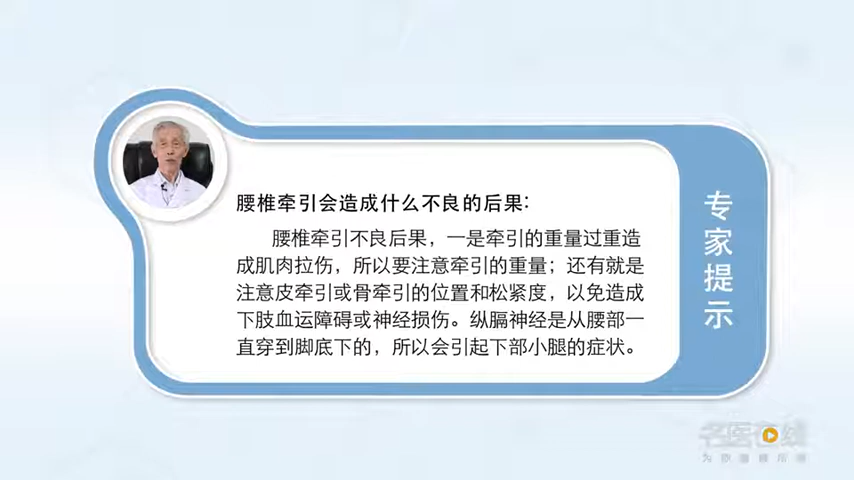 腰椎牵引会造成什么不良的后果：
腰椎牵引不良后果，一是牵引的重量过重造
成肌肉拉伤，所以要注意牵引的重量；还有就是
注意皮牵引或骨牵引的位置和松紧度，以免造成
下肢血运障碍或神经损伤。纵膈神经是从腰部一
直穿到脚底下的，所以会引起下部小腿的症状。
专家提示
名医在线